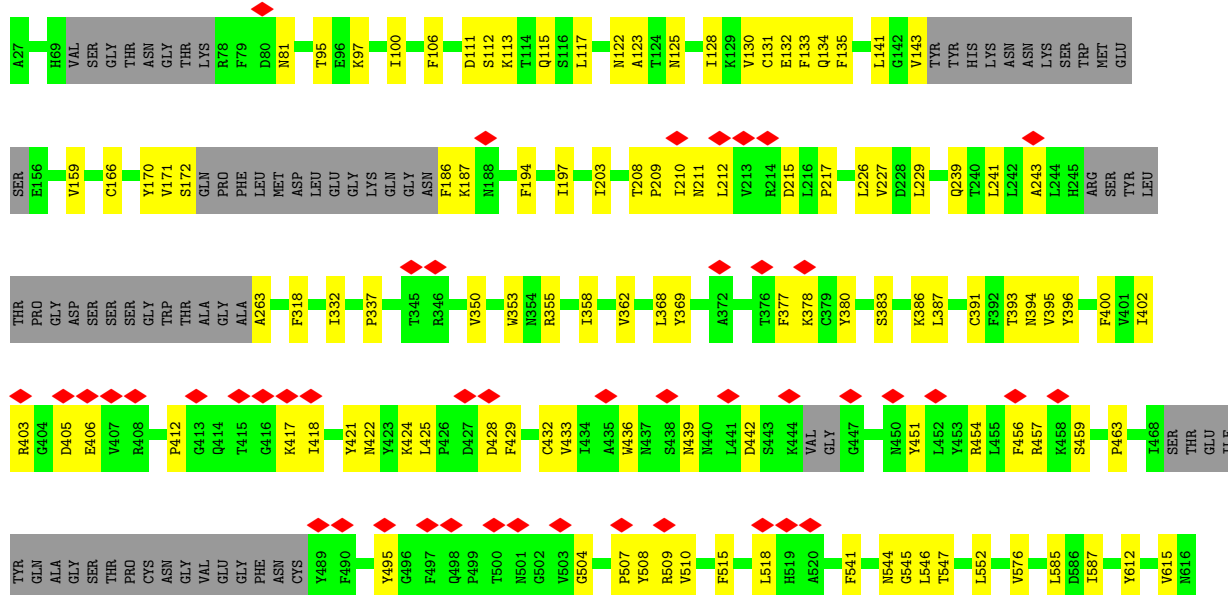 A27 H69 VAL SER GLY THR ASN GLY THR LYS R78 F79 D80 N81 T95 E96 K97 I100 F106 D111 S112 K113 T114 Q115 S116 L117 N122 A123 T124 N125 I128 K129 V130 C131 E132 F133 Q134 F135 L141 G142 V143 TYR TYR HIS LYS ASN ASN LYS SER TRP MET GLU
SER E156 V159 C166 Y170 V171 S172 GLN PRO PHE LEU MET ASP LEU GLU GLY LYS GLN GLY ASN F186 K187 N188 F194 I197 I203 T208 P209 I210 N211 L212 V213 R214 D215 L216 P217 L226 V227 D228 L229 Q239 T240 L241 L242 A243 L244 H245 ARG SER TYR LEU
THR PRO GLY ASP SER SER SER GLY TRP THR ALA GLY ALA A263 F318 I332 P337 T345 R346 V350 W353 N354 R355 I358 V362 L368 Y369 A372 T376 F377 K378 C379 Y380 S383 K386 L387 C391 F392 T393 N394 V395 Y396 F400 V401 I402
R403 G404 D405 E406 V407 R408 P412 G413 Q414 T415 G416 K417 I418 Y421 N422 Y423 K424 L425 P426 D427 D428 F429 C432 V433 I434 A435 W436 N437 S438 N439 N440 L441 D442 S443 K444 VAL GLY G447 N450 Y451 L452 Y453 R454 L455 F456 R457 K458 S459 P463 I468 SER THR GLU ILE
TYR GLN ALA GLY SER THR PRO CYS ASN GLY VAL GLU GLY PHE ASN CYS Y489 F490 Y495 G496 F497 Q498 P499 T500 N501 G502 V503 G504 P507 Y508 R509 V510 F515 L518 H519 A520 F541 N544 G545 L546 T547 L552 V576 L585 D586 I587 Y612 V615 N616